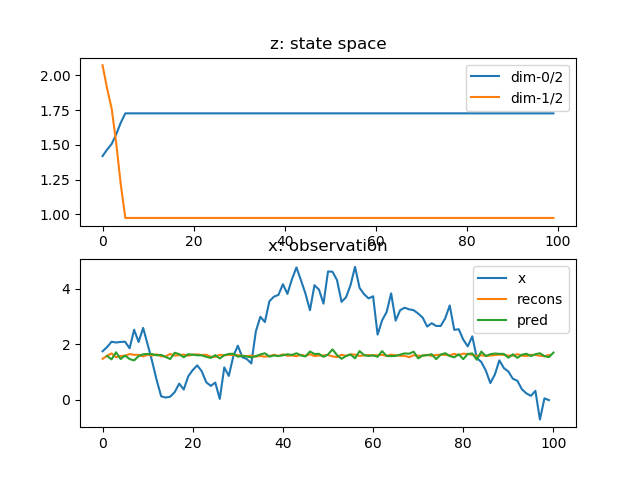 z: state space
2.00
1.75
1.50
1.25
1.00
dim-0/2
dim-1/2
0 20 40 60 80 100
x: observation
4
2
0
x
recons
pred
0 20 40 60 80 100